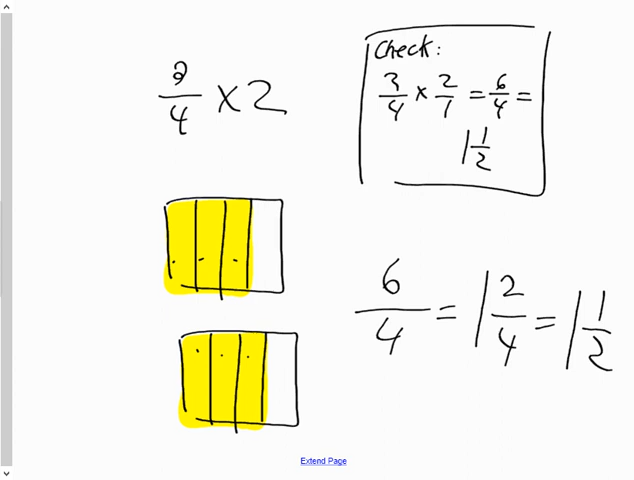 3/4 x 2
Check:
3/4 x 2/1 = 6/4 =
1 1/2
6/4 = 1 2/4 = 1 1/2
Extend Page